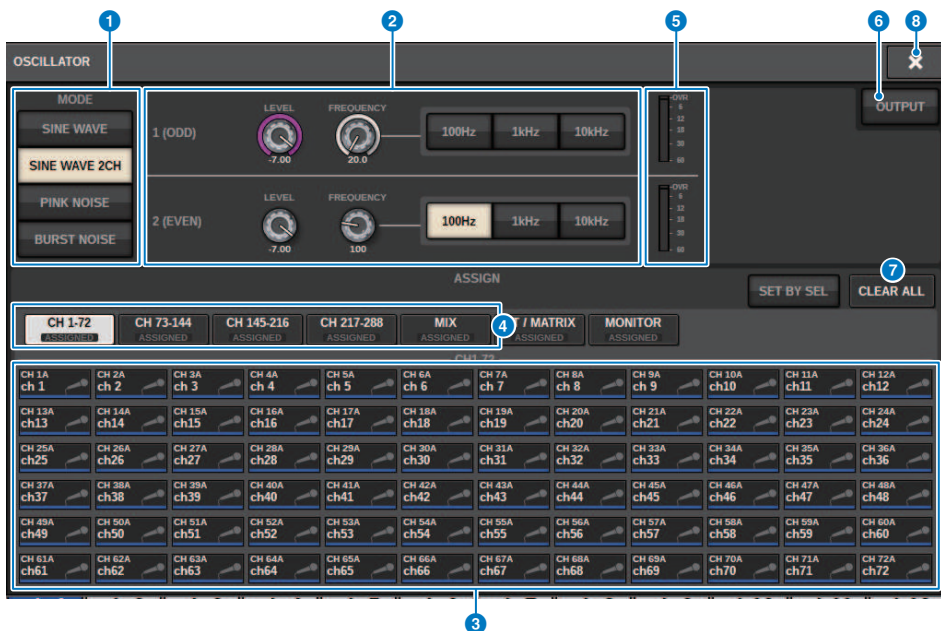 1 2 5 6 8
OSCILLATOR
MODE
SINE WAVE
SINE WAVE 2CH
PINK NOISE
BURST NOISE
1 (ODD)
LEVEL
-7.00
FREQUENCY
20.0
100Hz 1kHz 10kHz
OVR
6
12
18
30
60
OUTPUT
2 (EVEN)
LEVEL
-7.00
FREQUENCY
100
100Hz 1kHz 10kHz
OVR
6
12
18
30
60
ASSIGN
7
SET BY SEL CLEAR ALL
CH 1-72 CH 73-144 CH 145-216 CH 217-288 MIX 4 T / MATRIX MONITOR
ASSIGNED ASSIGNED ASSIGNED ASSIGNED ASSIGNED ASSIGNED ASSIGNED
CH1-72
CH 1A CH 2A CH 3A CH 4A CH 5A CH 6A CH 7A CH 8A CH 9A CH 10A CH 11A CH 12A
ch 1 ch 2 ch 3 ch 4 ch 5 ch 6 ch 7 ch 8 ch 9 ch10 ch11 ch12
CH 13A CH 14A CH 15A CH 16A CH 17A CH 18A CH 19A CH 20A CH 21A CH 22A CH 23A CH 24A
ch13 ch14 ch15 ch16 ch17 ch18 ch19 ch20 ch21 ch22 ch23 ch24
CH 25A CH 26A CH 27A CH 28A CH 29A CH 30A CH 31A CH 32A CH 33A CH 34A CH 35A CH 36A
ch25 ch26 ch27 ch28 ch29 ch30 ch31 ch32 ch33 ch34 ch35 ch36
CH 37A CH 38A CH 39A CH 40A CH 41A CH 42A CH 43A CH 44A CH 45A CH 46A CH 47A CH 48A
ch37 ch38 ch39 ch40 ch41 ch42 ch43 ch44 ch45 ch46 ch47 ch48
CH 49A CH 50A CH 51A CH 52A CH 53A CH 54A CH 55A CH 56A CH 57A CH 58A CH 59A CH 60A
ch49 ch50 ch51 ch52 ch53 ch54 ch55 ch56 ch57 ch58 ch59 ch60
CH 61A CH 62A CH 63A CH 64A CH 65A CH 66A CH 67A CH 68A CH 69A CH 70A CH 71A CH 72A
ch61 ch62 ch63 ch64 ch65 ch66 ch67 ch68 ch69 ch70 ch71 ch72
3